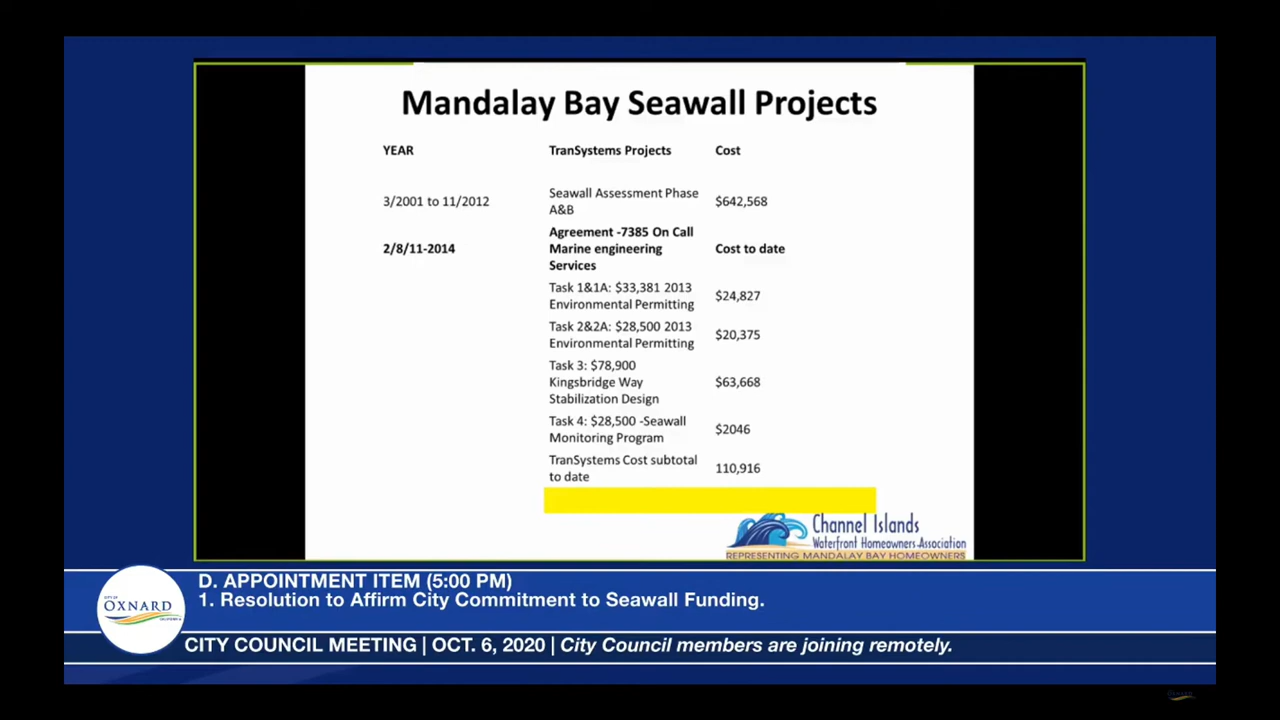 Mandalay Bay Seawall Projects
YEAR TranSystems Projects Cost
3/2001 to 11/2012 Seawall Assessment Phase A&B $642,568
2/8/11-2014 Agreement -7385 On Call Marine engineering Services Cost to date
Task 1&1A: $33,381 2013 Environmental Permitting $24,827
Task 2&2A: $28,500 2013 Environmental Permitting $20,375
Task 3: $78,900 Kingsbridge Way Stabilization Design $63,668
Task 4: $28,500 -Seawall Monitoring Program $2046
TranSystems Cost subtotal to date 110,916
Channel Islands
Waterfront Homeowners Association
REPRESENTING MANDALAY BAY HOMEOWNERS
CITY OF
OXNARD
CALIFORNIA
D. APPOINTMENT ITEM (5:00 PM)
1. Resolution to Affirm City Commitment to Seawall Funding.
CITY COUNCIL MEETING | OCT. 6, 2020 | City Council members are joining remotely.
OXNARD